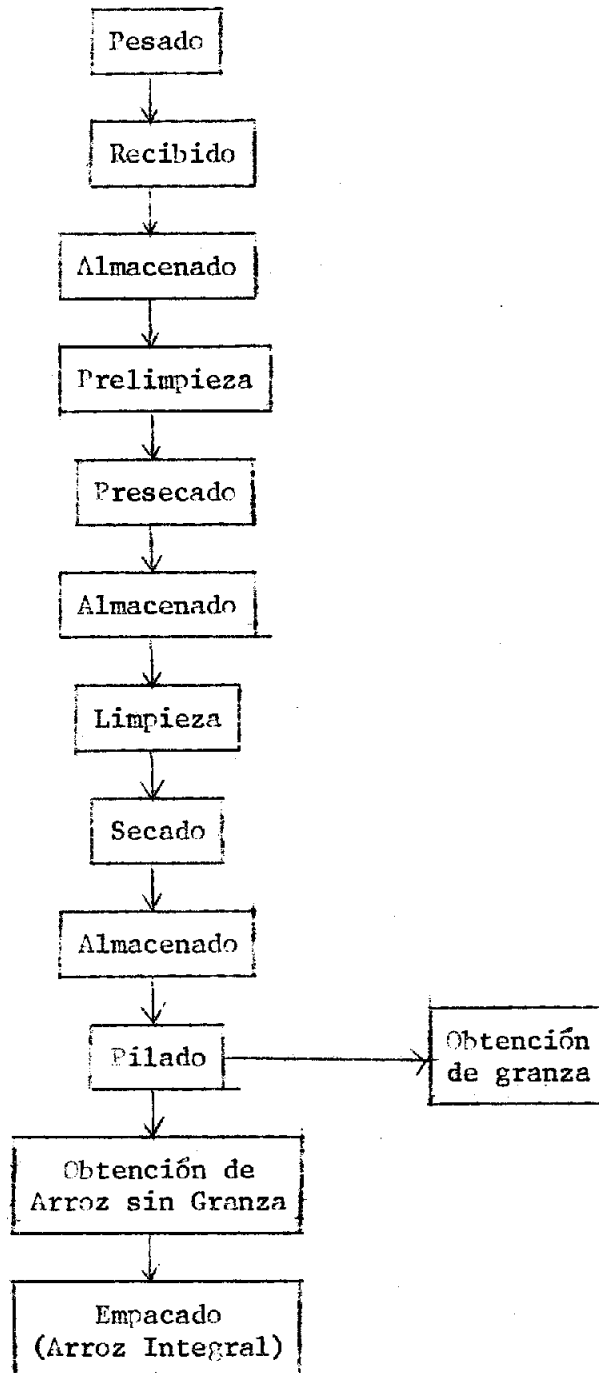 Pesado
Recibido
Almacenado
Prelimpieza
Presecado
Almacenado
Limpieza
Secado
Almacenado
Pilado
Obtención
de granza
Obtención de
Arroz sin Granza
Empacado
(Arroz Integral)